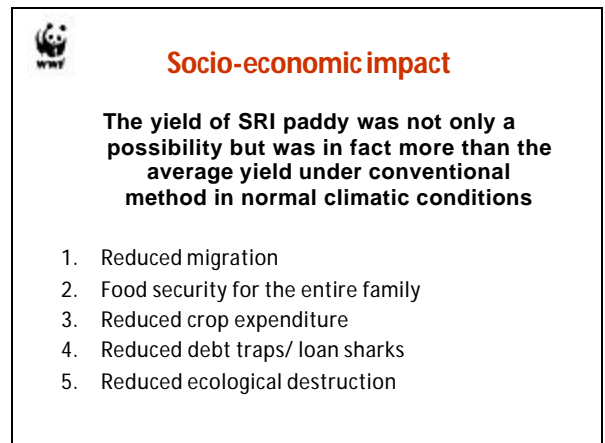 WWF
Socio-economic impact
The yield of SRI paddy was not only a
possibility but was in fact more than the
average yield under conventional
method in normal climatic conditions
1. Reduced migration
2. Food security for the entire family
3. Reduced crop expenditure
4. Reduced debt traps/ loan sharks
5. Reduced ecological destruction